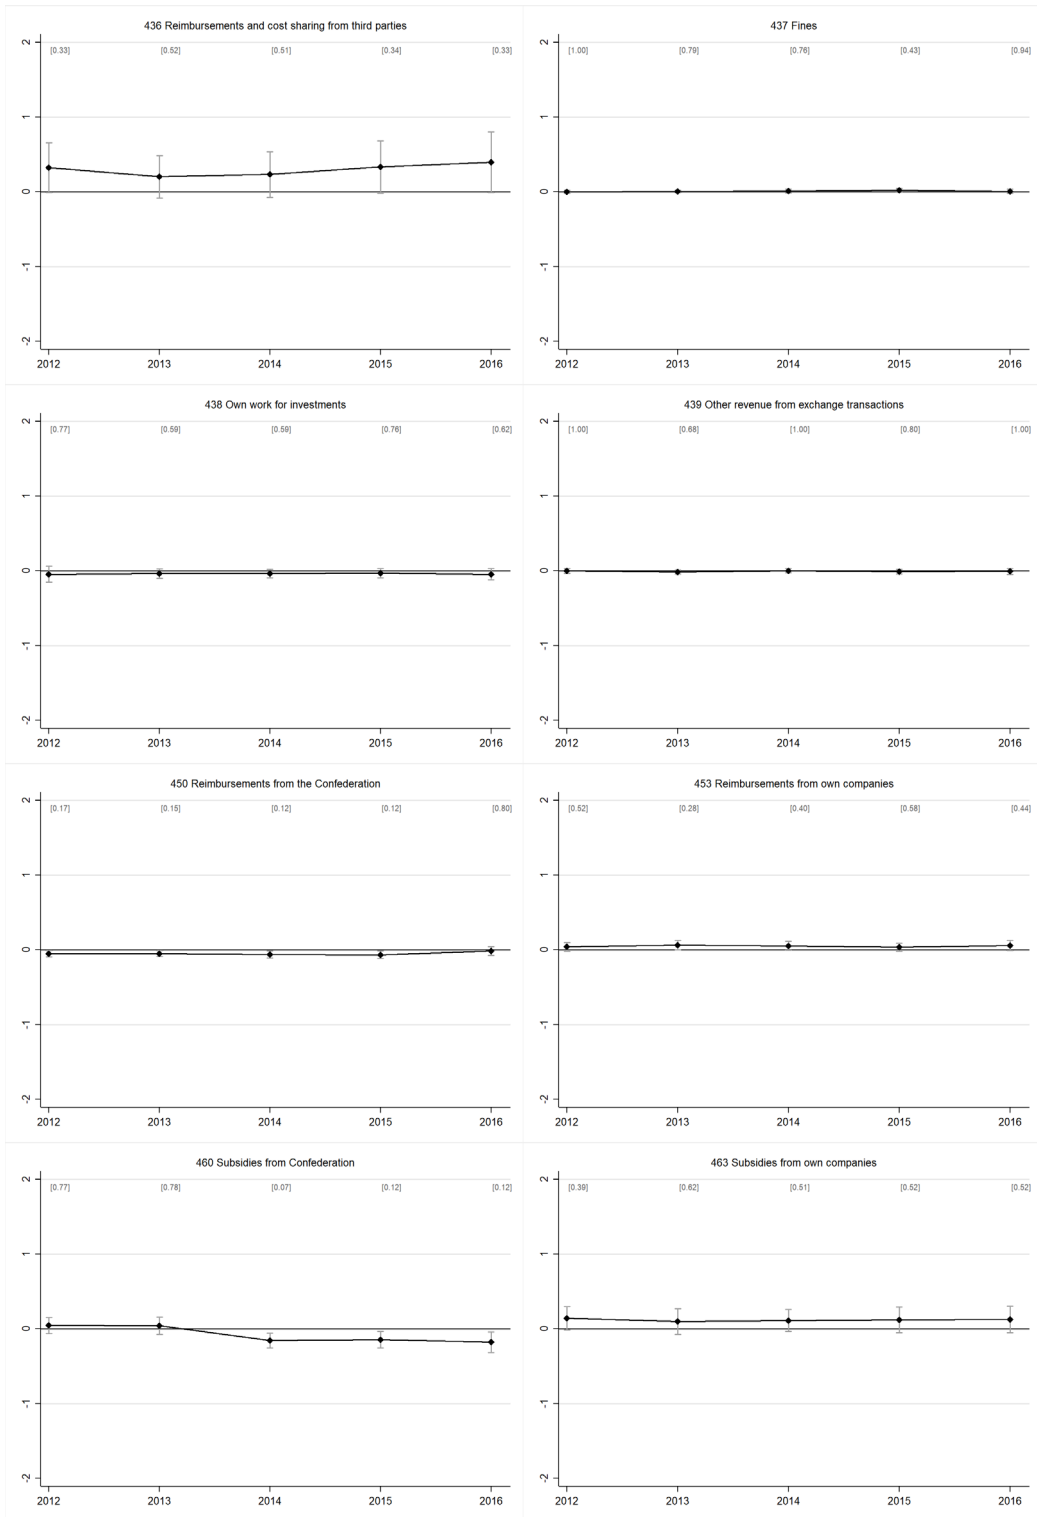 436 Reimbursements and cost sharing from third parties
[0.33] [0.52] [0.51] [0.34] [0.33]
2
1
0
-1
-2
2012 2013 2014 2015 2016
437 Fines
[1.00] [0.79] [0.76] [0.43] [0.94]
2
1
0
-1
-2
2012 2013 2014 2015 2016
438 Own work for investments
[0.77] [0.59] [0.59] [0.76] [0.62]
2
1
0
-1
-2
2012 2013 2014 2015 2016
439 Other revenue from exchange transactions
[1.00] [0.68] [1.00] [0.80] [1.00]
2
1
0
-1
-2
2012 2013 2014 2015 2016
450 Reimbursements from the Confederation
[0.17] [0.15] [0.12] [0.12] [0.80]
2
1
0
-1
-2
2012 2013 2014 2015 2016
453 Reimbursements from own companies
[0.52] [0.28] [0.40] [0.58] [0.44]
2
1
0
-1
-2
2012 2013 2014 2015 2016
460 Subsidies from Confederation
[0.77] [0.78] [0.07] [0.12] [0.12]
2
1
0
-1
-2
2012 2013 2014 2015 2016
463 Subsidies from own companies
[0.39] [0.62] [0.51] [0.52] [0.52]
2
1
0
-1
-2
2012 2013 2014 2015 2016